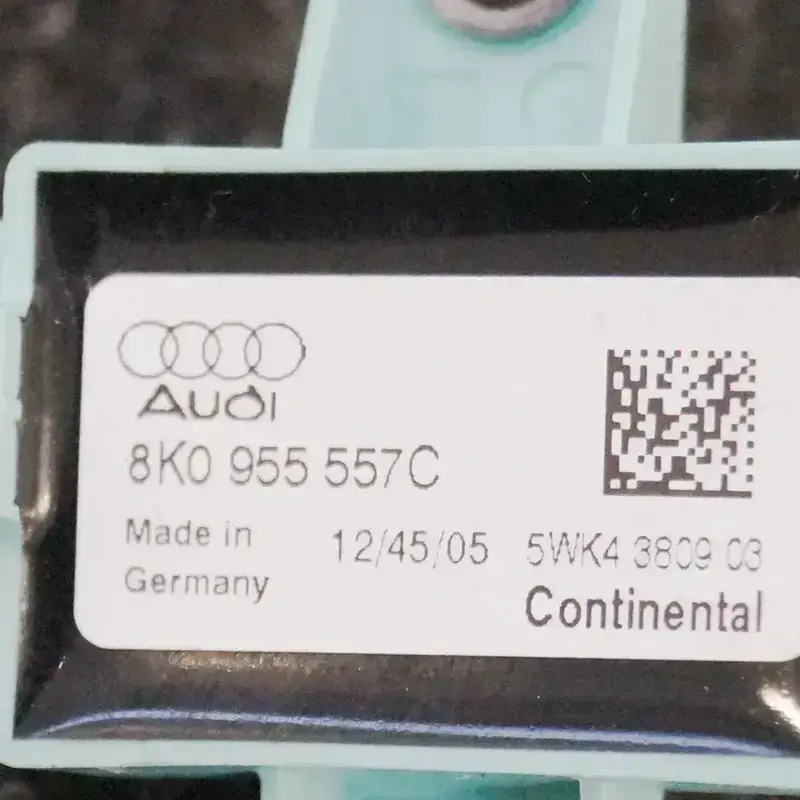 Audi
8K0 955 557C
Made in
Germany
12/45/05
5WK4 3809 03
Continental